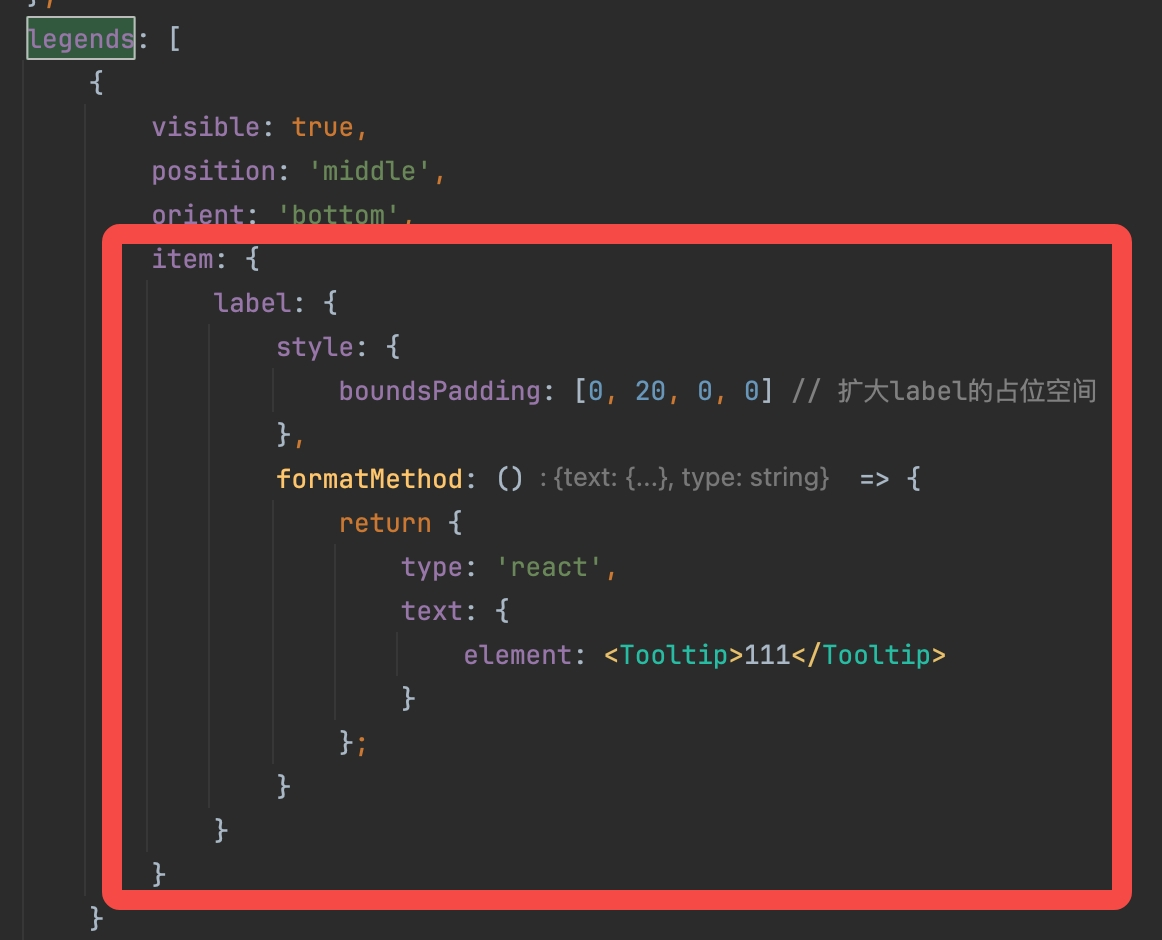 },
legends: [
{
visible: true,
position: 'middle',
orient: 'bottom',
item: {
label: {
style: {
boundsPadding: [0, 20, 0, 0] // 扩大label的占位空间
},
formatMethod: () : {text: {...}, type: string} => {
return {
type: 'react',
text: {
element: <Tooltip>111</Tooltip>
}
};
}
}
}
}